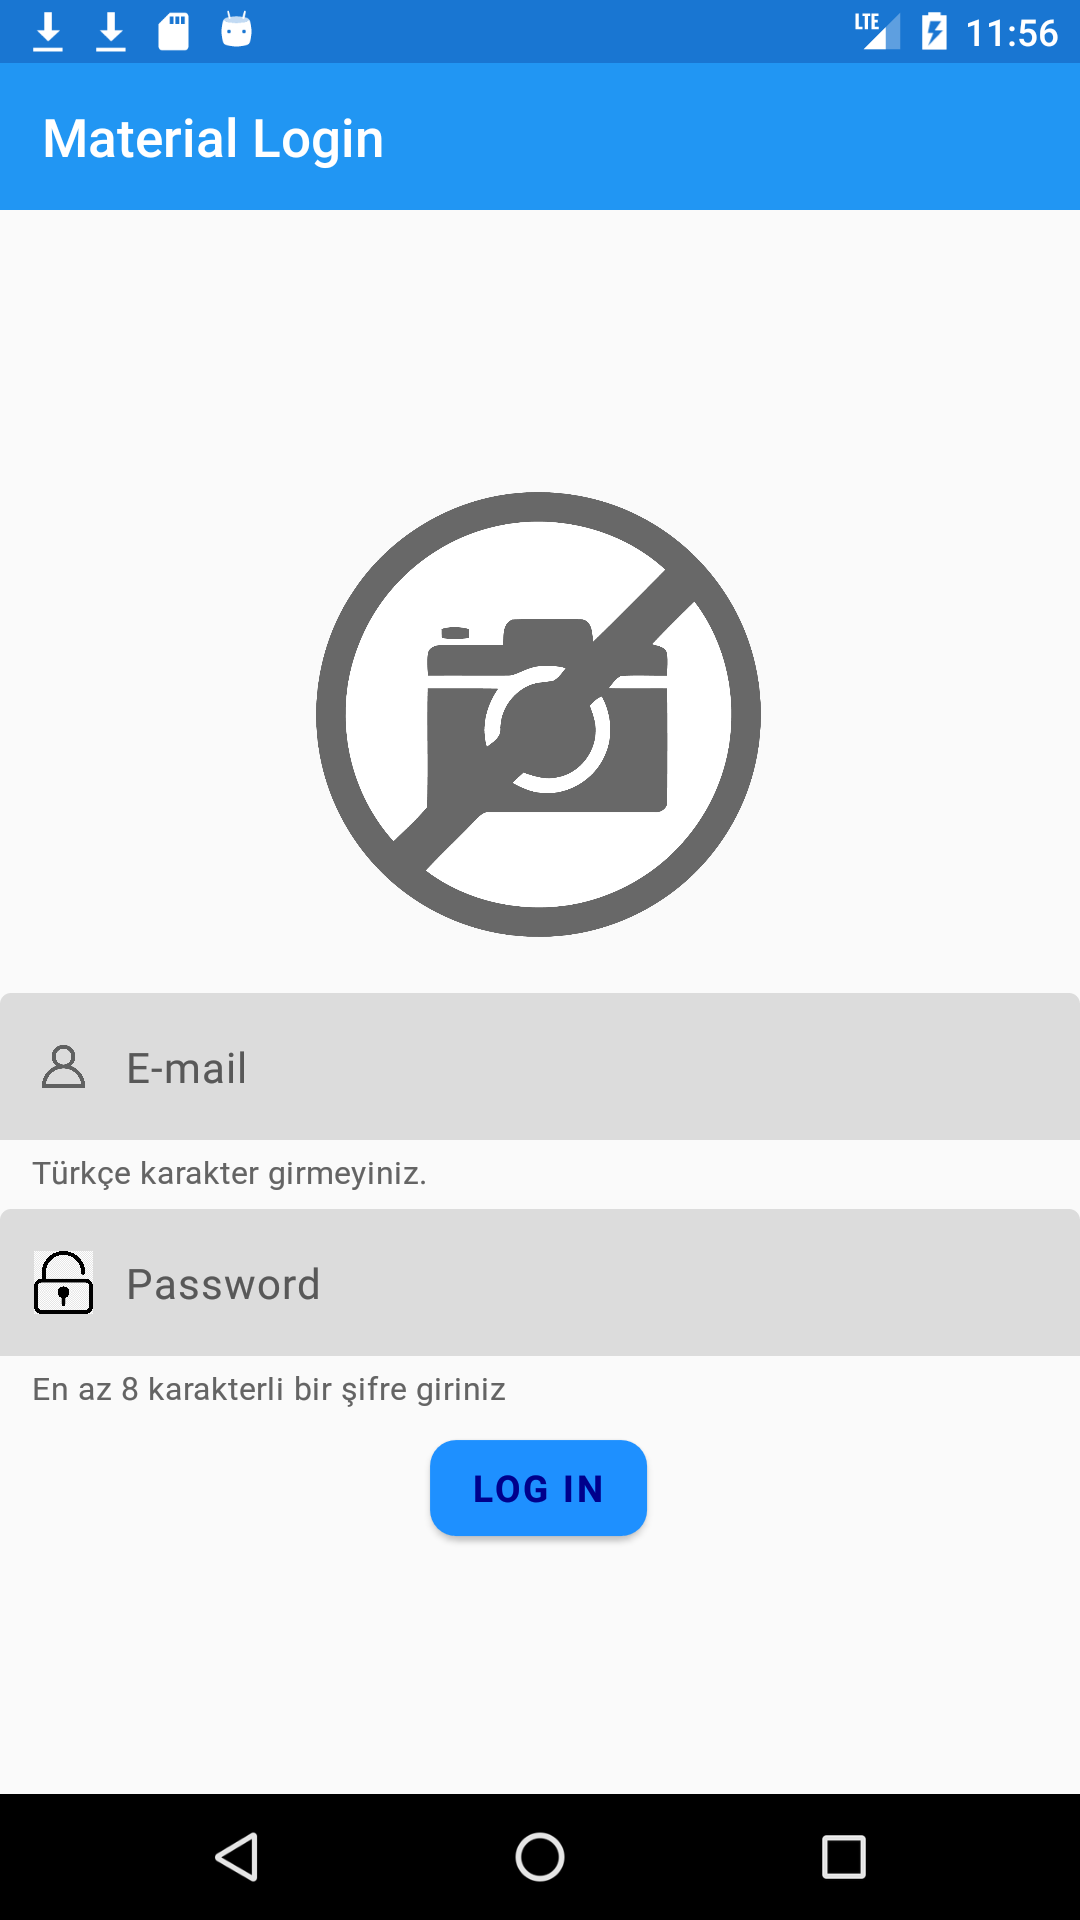 LTE 11:56
Material Login
E-mail
Türkçe karakter girmeyiniz.
Password
En az 8 karakterli bir şifre giriniz
LOG IN